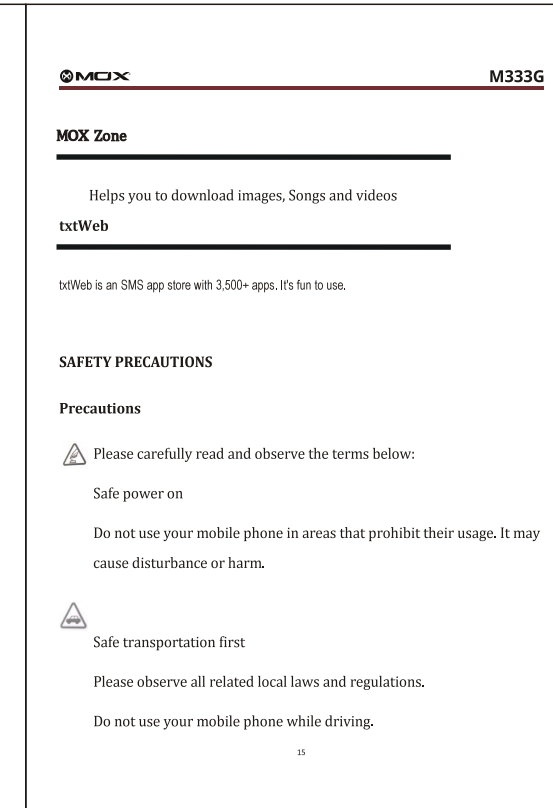 MOX
M333G
MOX Zone
Helps you to download images, Songs and videos
txtWeb
txtWeb is an SMS app store with 3,500+ apps. It's fun to use.
SAFETY PRECAUTIONS
Precautions
Please carefully read and observe the terms below:
Safe power on
Do not use your mobile phone in areas that prohibit their usage. It may
cause disturbance or harm.
Safe transportation first
Please observe all related local laws and regulations.
Do not use your mobile phone while driving.
15